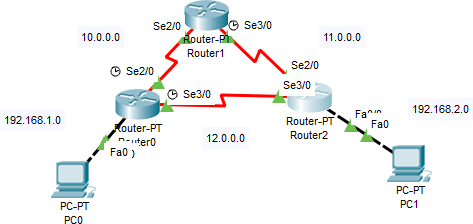 Router-PT
Router1
10.0.0.0
Se2/0
Se3/0
11.0.0.0
Se2/0
Se3/0
Se2/0
Se3/0
192.168.1.0
Router-PT
Router0
Fa0
12.0.0.0
Router-PT
Router2
Fa0
192.168.2.0
PC-PT
PC0
PC-PT
PC1